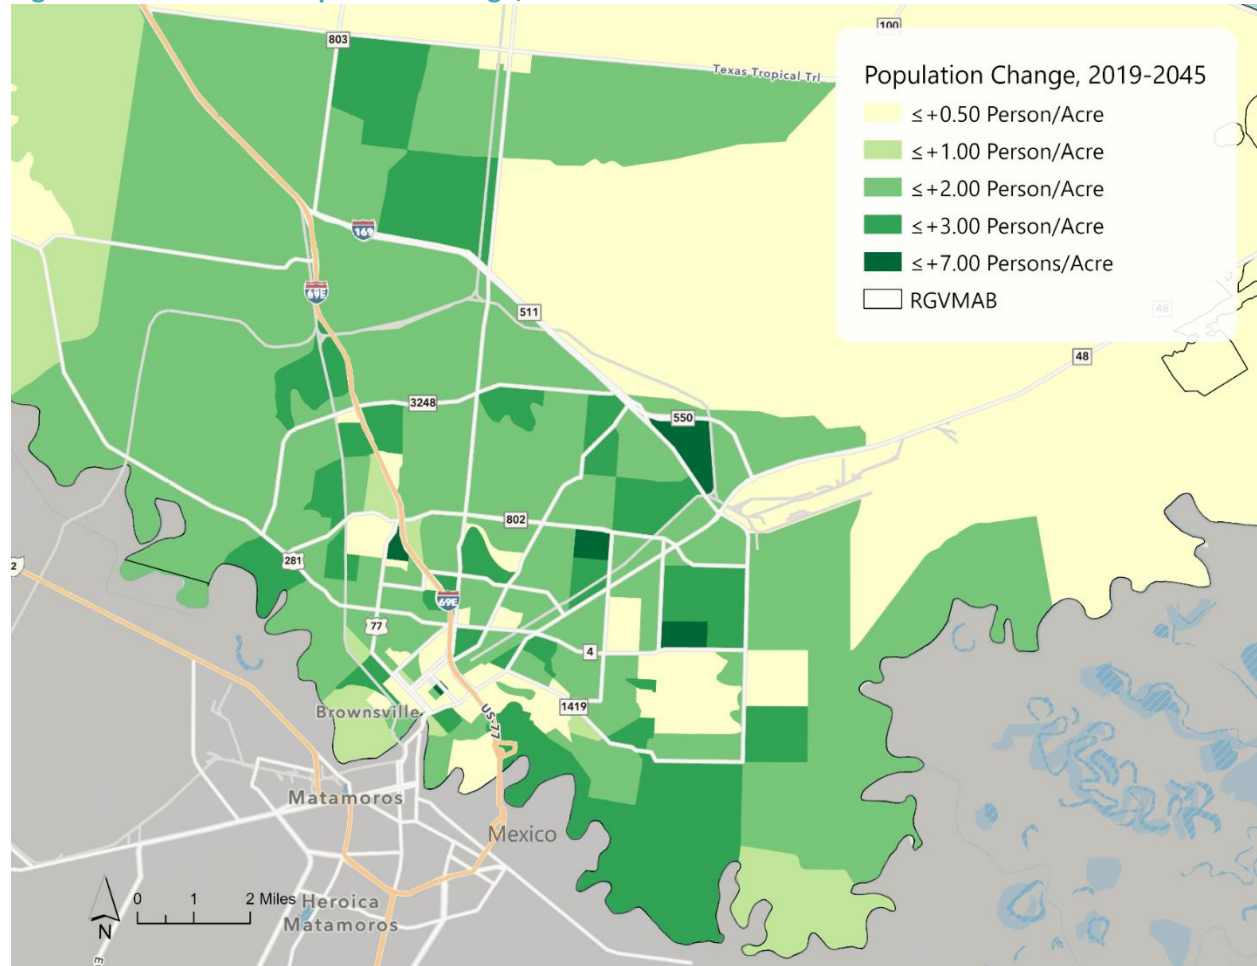 803
100
Texas Tropical Trl
Population Change, 2019-2045
≤+0.50 Person/Acre
≤+1.00 Person/Acre
≤+2.00 Person/Acre
≤+3.00 Person/Acre
≤+7.00 Persons/Acre
RGVMAB
169
69E
511
48
48
3248
550
802
281
2
69E
77
4
1419
Brownsville
US-77
Matamoros
Mexico
0 1 2 Miles
Heroica
Matamoros
N